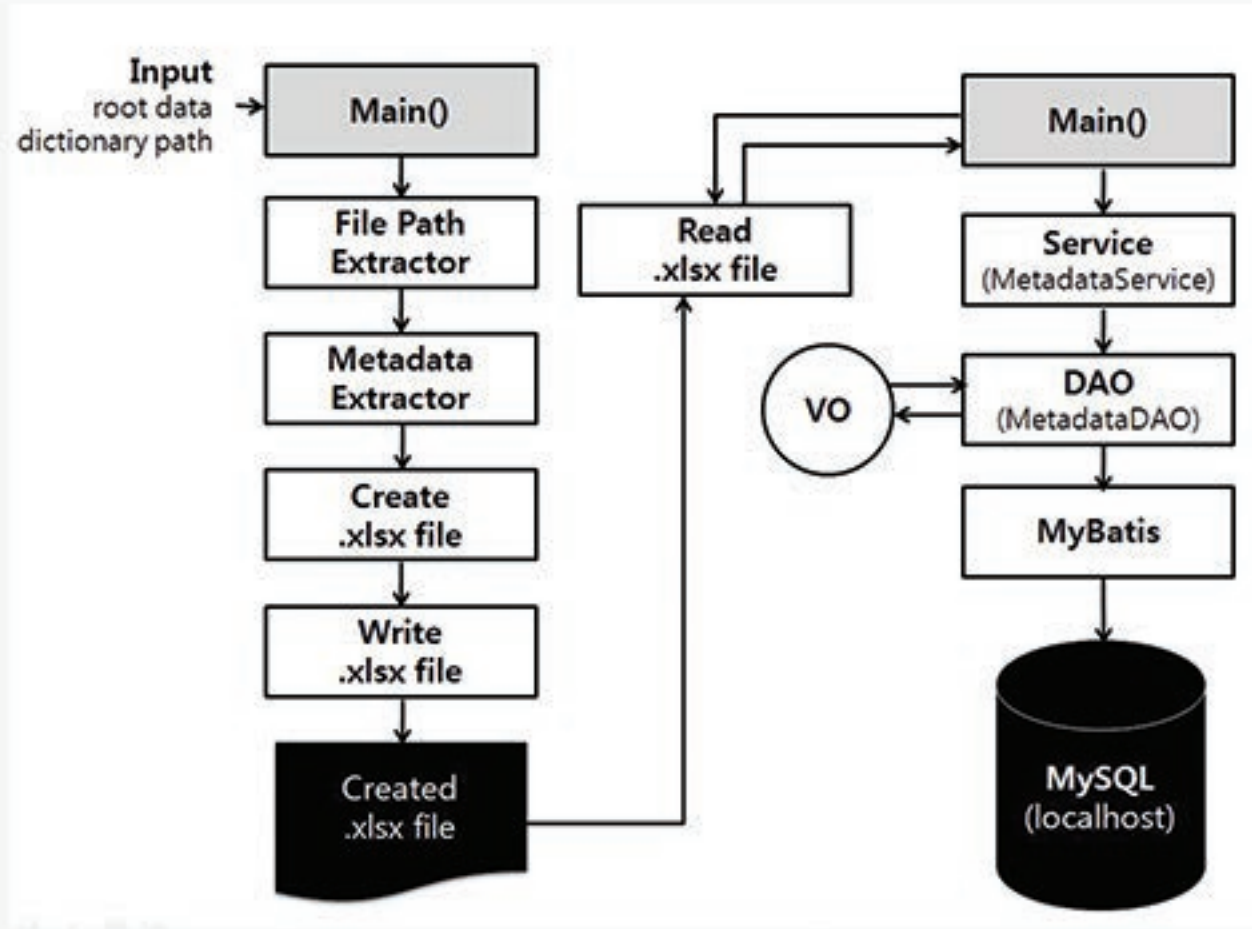 Input
root data
dictionary path
Main()
File Path
Extractor
Metadata
Extractor
Create
.xlsx file
Write
.xlsx file
Created
.xlsx file
Read
.xlsx file
Main()
Service
(MetadataService)
VO
DAO
(MetadataDAO)
MyBatis
MySQL
(localhost)